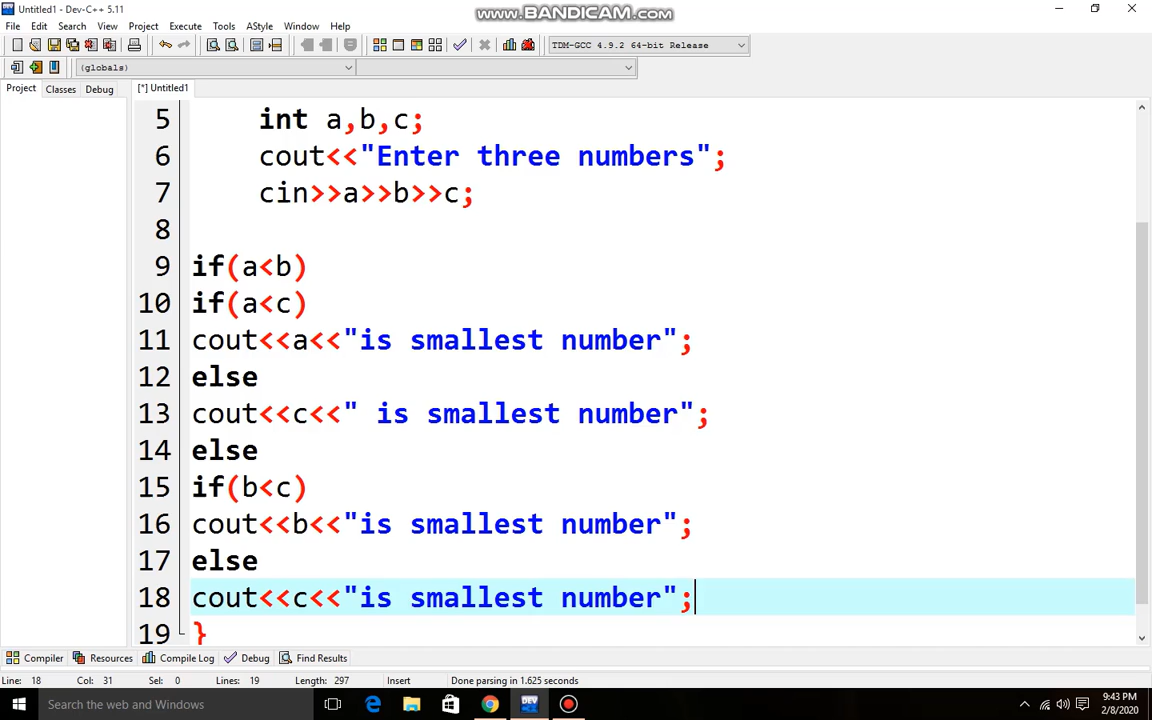 Untitled1 - Dev-C++ 5.11
www.BANDICAM.com
File Edit Search View Project Execute Tools AStyle Window Help
TDM-GCC 4.9.2 64-bit Release
(globals)
Project Classes Debug
[*] Untitled1
5 int a,b,c;
6 cout<<"Enter three numbers";
7 cin>>a>>b>>c;
8
9 if(a<b)
10 if(a<c)
11 cout<<a<<"is smallest number";
12 else
13 cout<<c<<" is smallest number";
14 else
15 if(b<c)
16 cout<<b<<"is smallest number";
17 else
18 cout<<c<<"is smallest number";
19 }
Compiler Resources Compile Log Debug Find Results
Line: 18 Col: 31 Sel: 0 Lines: 19 Length: 297 Insert Done parsing in 1.625 seconds
Search the web and Windows
DEV
9:43 PM
2/8/2020